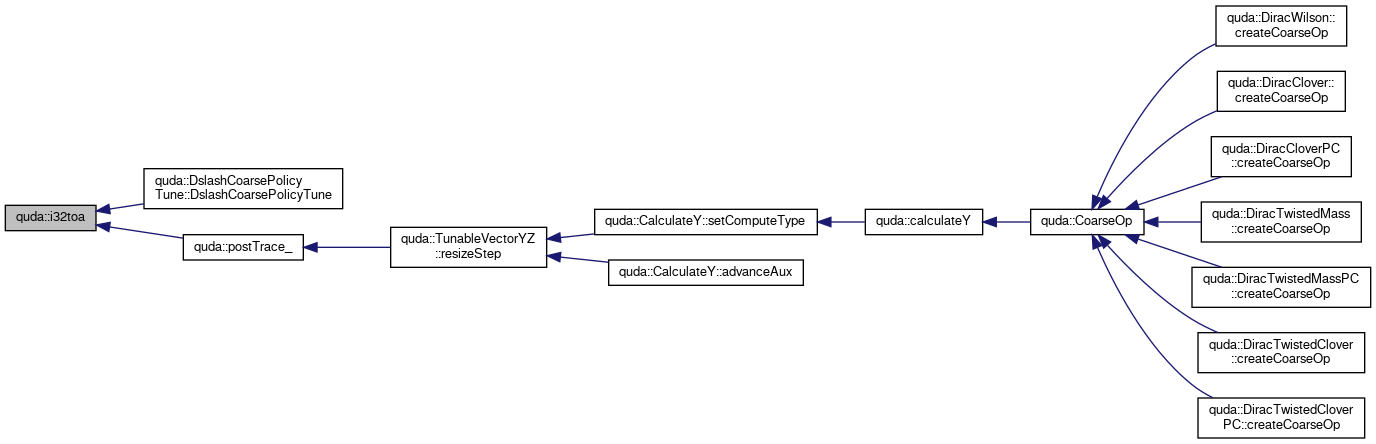 quda::i32toa
quda::DslashCoarsePolicy
Tune::DslashCoarsePolicyTune
quda::postTrace_
quda::TunableVectorYZ
::resizeStep
quda::CalculateY::setComputeType
quda::CalculateY::advanceAux
quda::calculateY
quda::CoarseOp
quda::DiracWilson::
createCoarseOp
quda::DiracClover::
createCoarseOp
quda::DiracCloverPC
::createCoarseOp
quda::DiracTwistedMass
::createCoarseOp
quda::DiracTwistedMassPC
::createCoarseOp
quda::DiracTwistedClover
::createCoarseOp
quda::DiracTwistedClover
PC::createCoarseOp